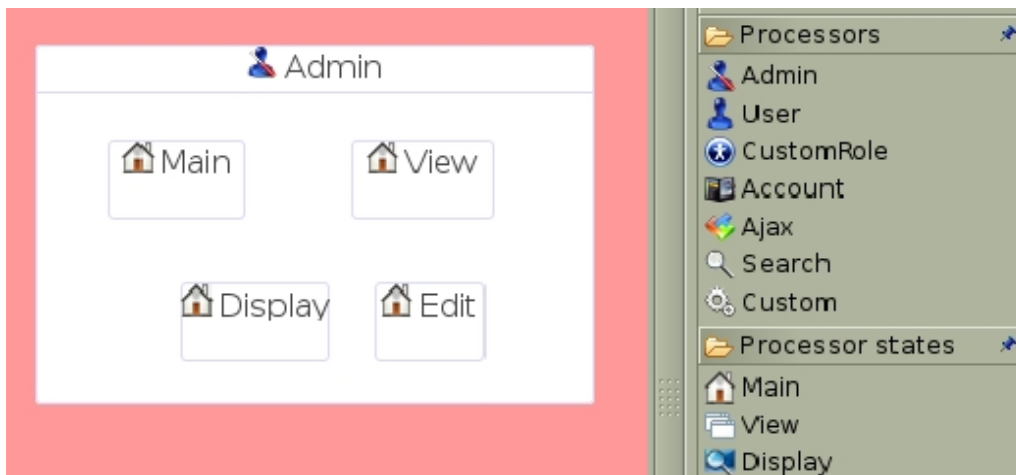 Admin
Main
View
Display
Edit
Processors
Admin
User
CustomRole
Account
Ajax
Search
Custom
Processor states
Main
View
Display